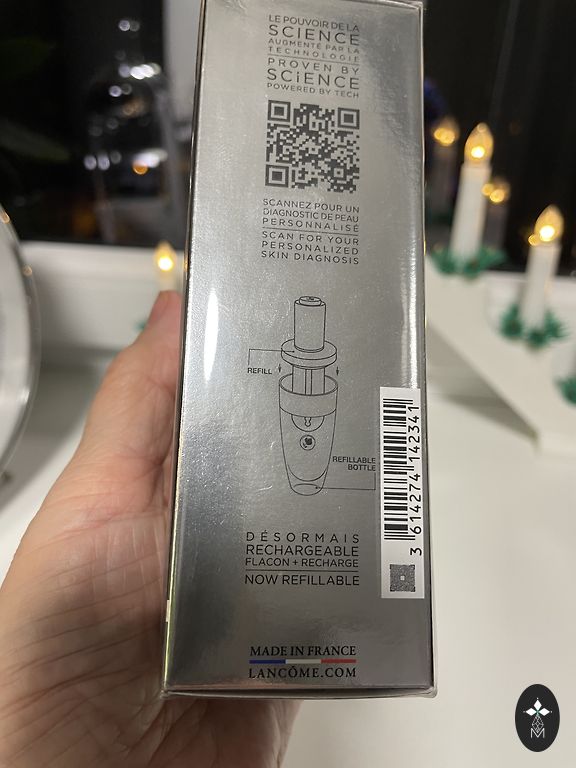 LE POUVOIR DE LA
SCIENCE
AUGMENTÉ PAR LA
TECHNOLOGIE
PROVEN BY
SCiENCE
POWERED BY TECH
SCANNEZ POUR UN
DIAGNOSTIC DE PEAU
PERSONNALISÉ
SCAN FOR YOUR
PERSONALIZED
SKIN DIAGNOSIS
REFILL
REFILLABLE
BOTTLE
3 614274 142341
DÉSORMAIS
RECHARGEABLE
FLACON + RECHARGE
NOW REFILLABLE
MADE IN FRANCE
LANCÔME.COM
M